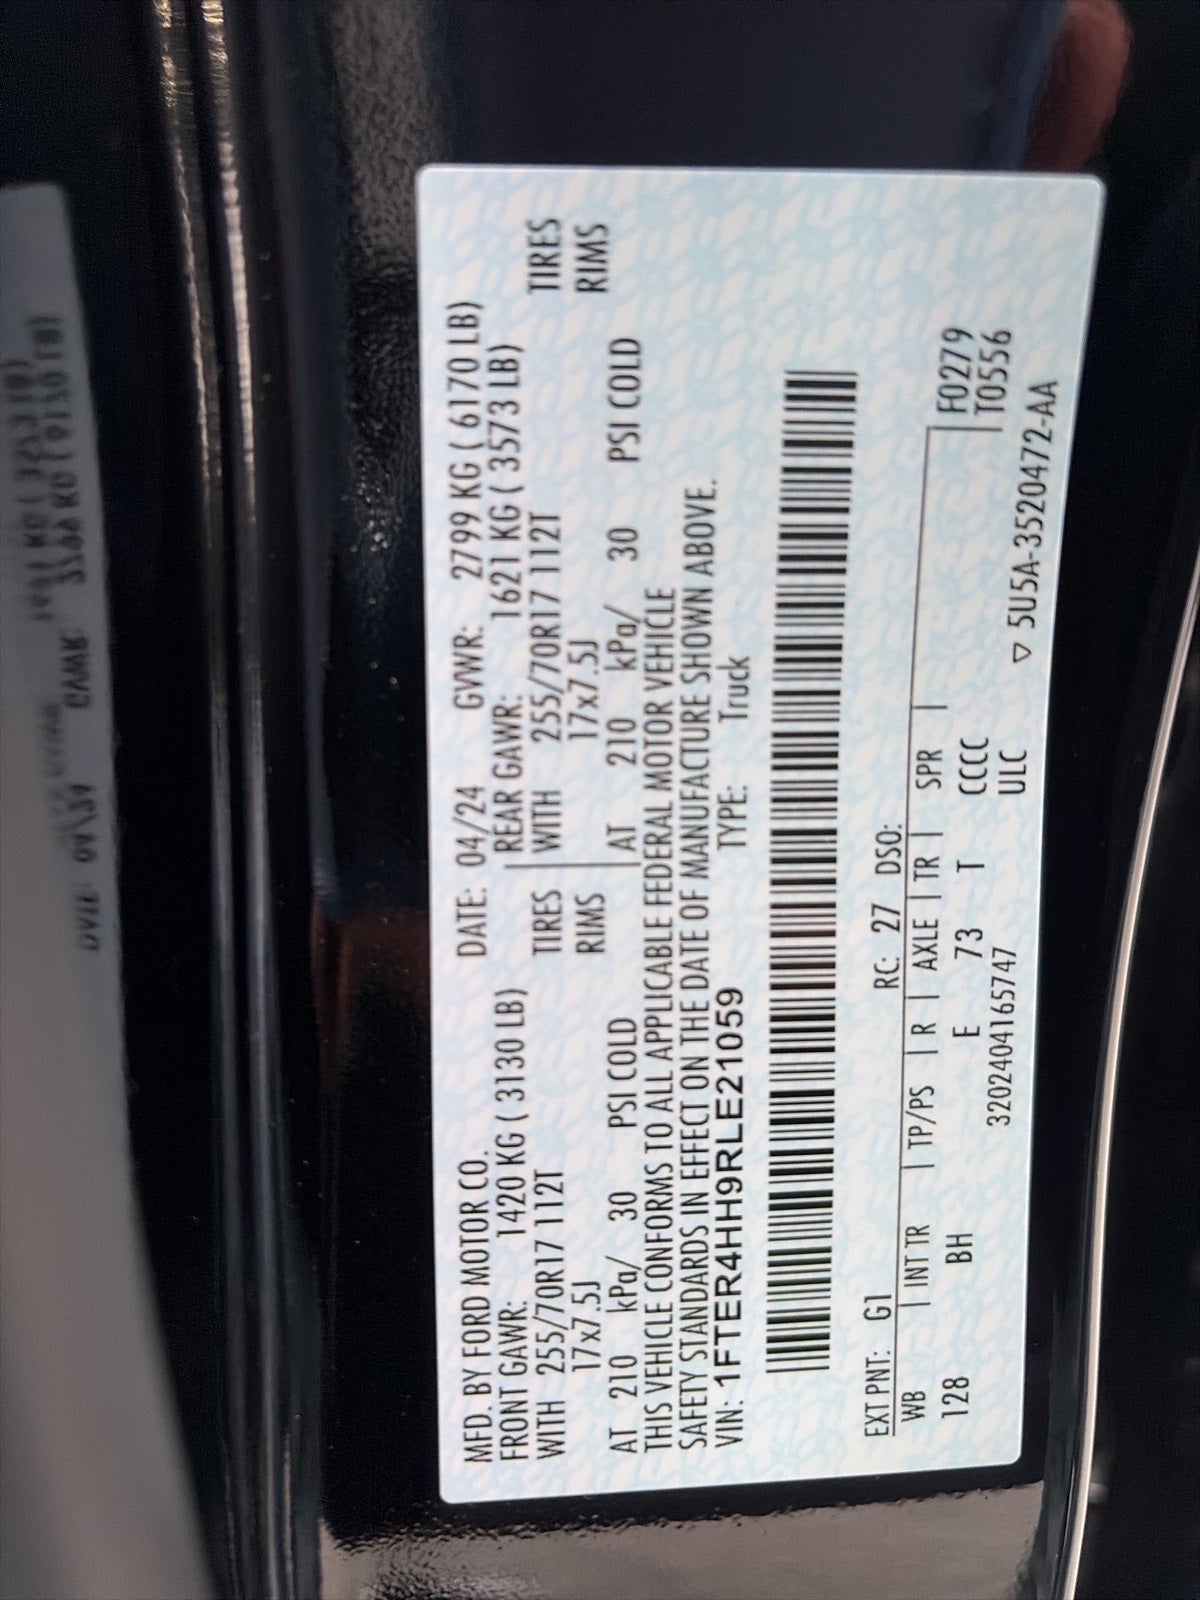 MFD. BY FORD MOTOR CO. DATE: 04/24 GVWR: 2799 KG ( 6170 LB)
FRONT GAWR: 1420 KG ( 3130 LB) REAR GAWR: 1621 KG ( 3573 LB)
WITH 255/70R17 112T TIRES WITH 255/70R17 112T TIRES
17x7.5J RIMS 17x7.5J RIMS
AT 210 kPa/ 30 PSI COLD AT 210 kPa/ 30 PSI COLD
THIS VEHICLE CONFORMS TO ALL APPLICABLE FEDERAL MOTOR VEHICLE
SAFETY STANDARDS IN EFFECT ON THE DATE OF MANUFACTURE SHOWN ABOVE.
VIN: 1FTER4HH9RLE21059 TYPE: Truck
EXT PNT: G1 RC: 27 DSO:
WB | INT TR | TP/PS | R | AXLE | TR | SPR | F0279
128 BH E 73 T CCCC T0556
320240416574​7 ULC ▽ 5U5A-3520472-AA